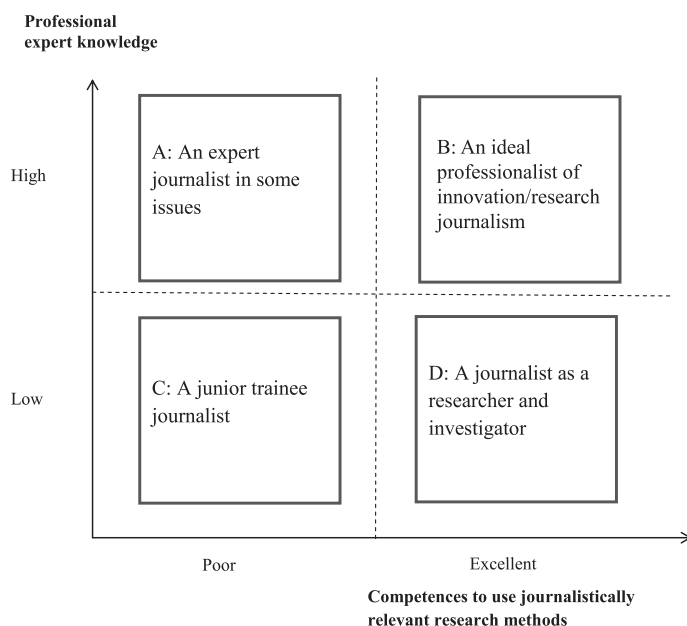 Professional
expert knowledge
High
A: An expert
journalist in some
issues
B: An ideal
professionalist of
innovation/research
journalism
Low
C: A junior trainee
journalist
D: A journalist as a
researcher and
investigator
Poor
Excellent
Competences to use journalistically
relevant research methods